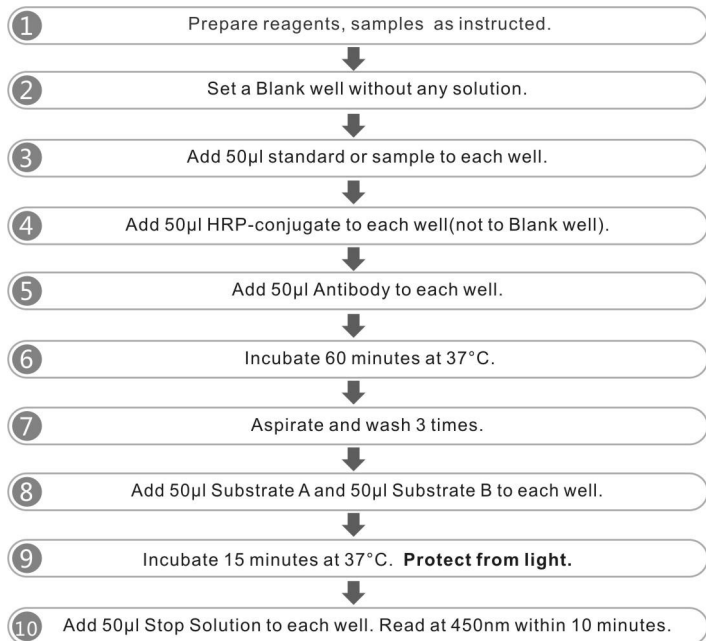 1 Prepare reagents, samples as instructed.
2 Set a Blank well without any solution.
3 Add 50µl standard or sample to each well.
4 Add 50µl HRP-conjugate to each well(not to Blank well).
5 Add 50µl Antibody to each well.
6 Incubate 60 minutes at 37°C.
7 Aspirate and wash 3 times.
8 Add 50µl Substrate A and 50µl Substrate B to each well.
9 Incubate 15 minutes at 37°C. Protect from light.
10 Add 50µl Stop Solution to each well. Read at 450nm within 10 minutes.